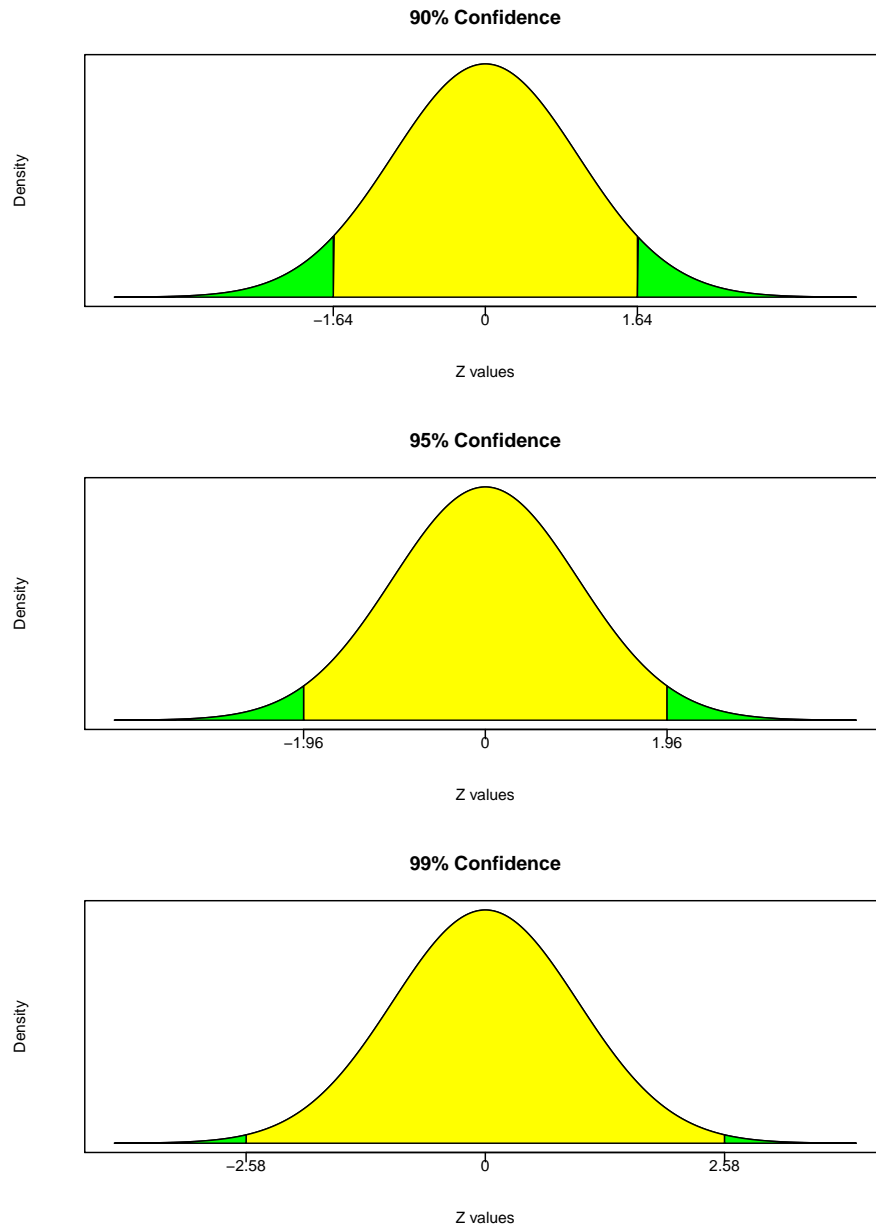 90% Confidence
Density
−1.64 0 1.64
Z values
95% Confidence
Density
−1.96 0 1.96
Z values
99% Confidence
Density
−2.58 0 2.58
Z values